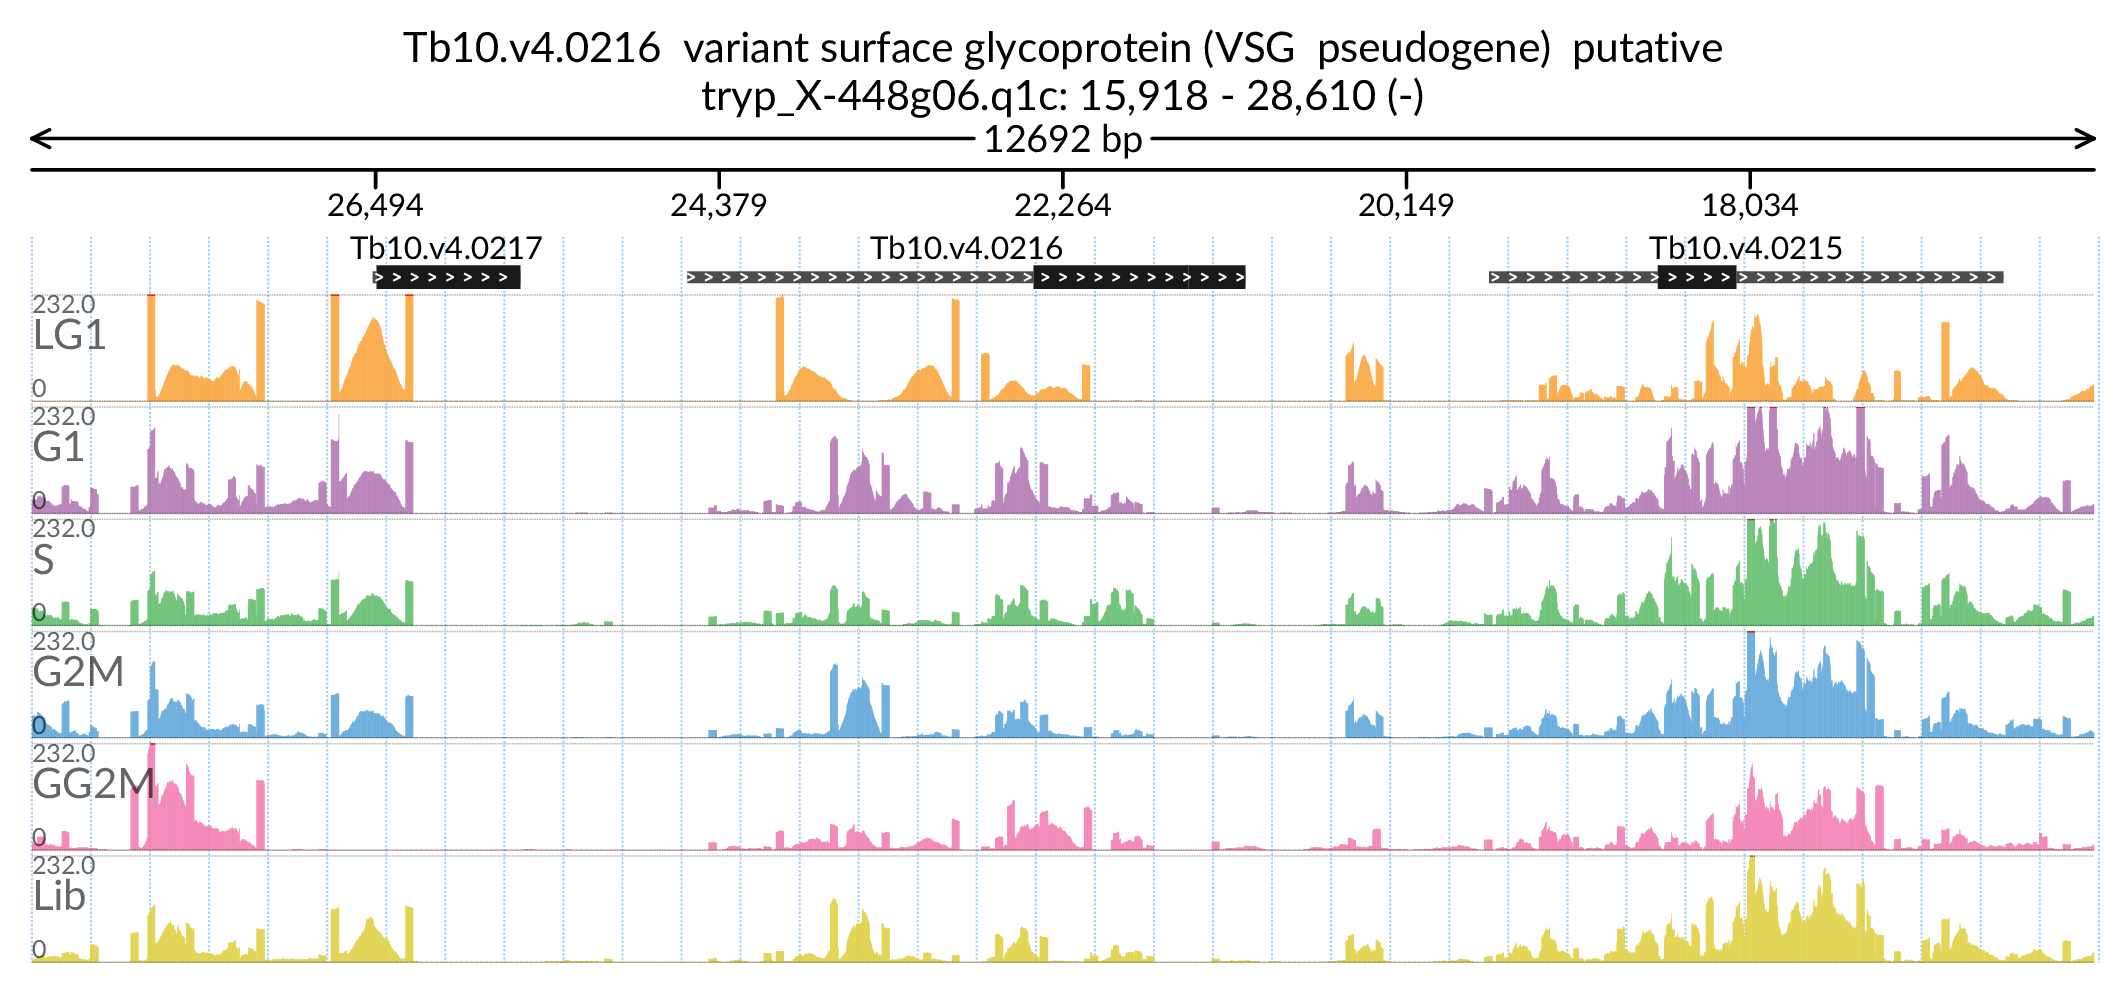 Tb10.v4.0216 variant surface glycoprotein (VSG pseudogene) putative
tryp_X-448g06.q1c: 15,918 - 28,610 (-)
12692 bp
26,494 24,379 22,264 20,149 18,034
Tb10.v4.0217 Tb10.v4.0216 Tb10.v4.0215
232.0
LG1
0
232.0
G1
0
232.0
S
0
232.0
G2M
0
232.0
GG2M
0
232.0
Lib
0